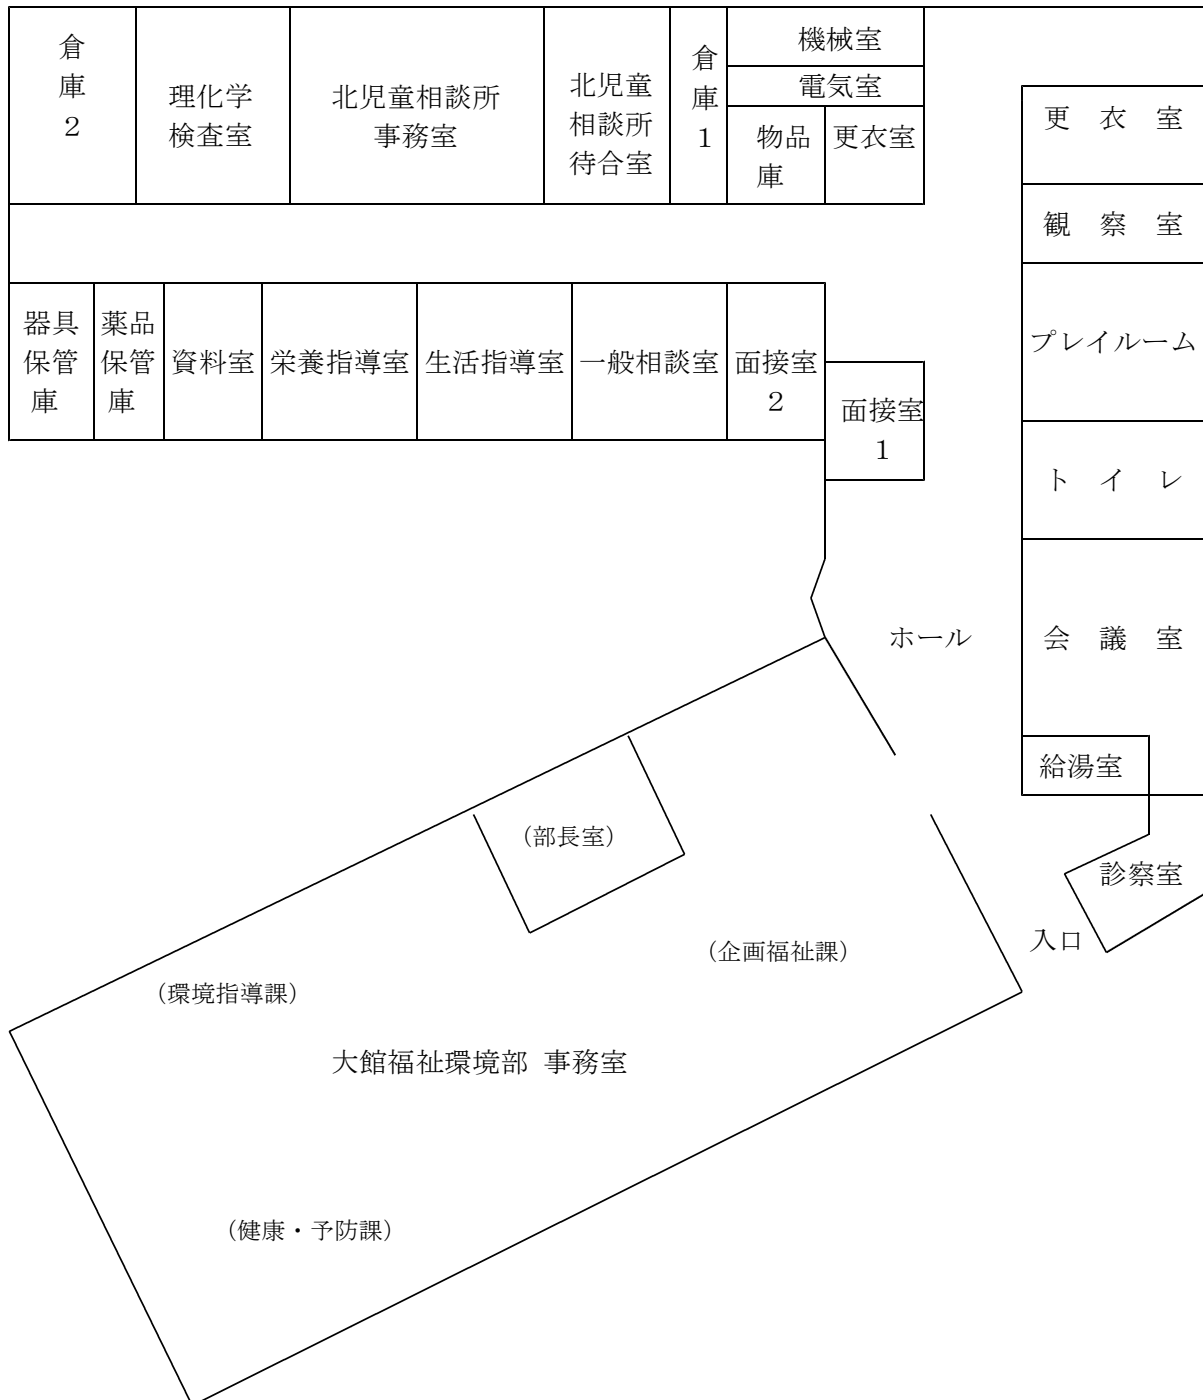 倉
庫
２
理化学
検査室
北児童相談所
事務室
北児童
相談所
待合室
倉
庫
１
機械室
電気室
物品
庫
更衣室
更　衣　室
観　察　室
プレイルーム
ト　イ　レ
会　議　室
給湯室
診察室
器具
保管
庫
薬品
保管
庫
資料室
栄養指導室
生活指導室
一般相談室
面接室
２
面接室
１
ホール
入口
（部長室）
（企画福祉課）
（環境指導課）
大館福祉環境部 事務室
（健康・予防課）